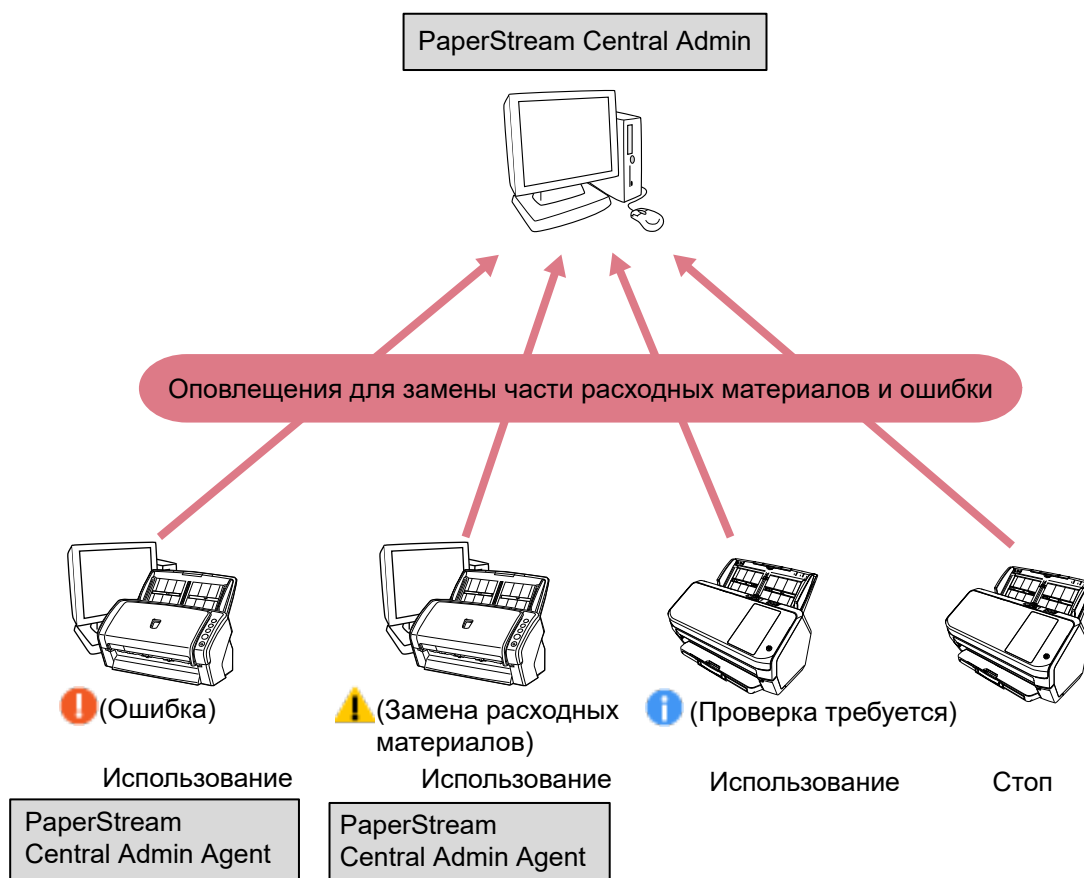 PaperStream Central Admin
Оповлещения для замены части расходных материалов и ошибки
(Ошибка)
(Замена расходных
материалов)
(Проверка требуется)
Использование
Использование
Использование
Стоп
PaperStream
Central Admin Agent
PaperStream
Central Admin Agent